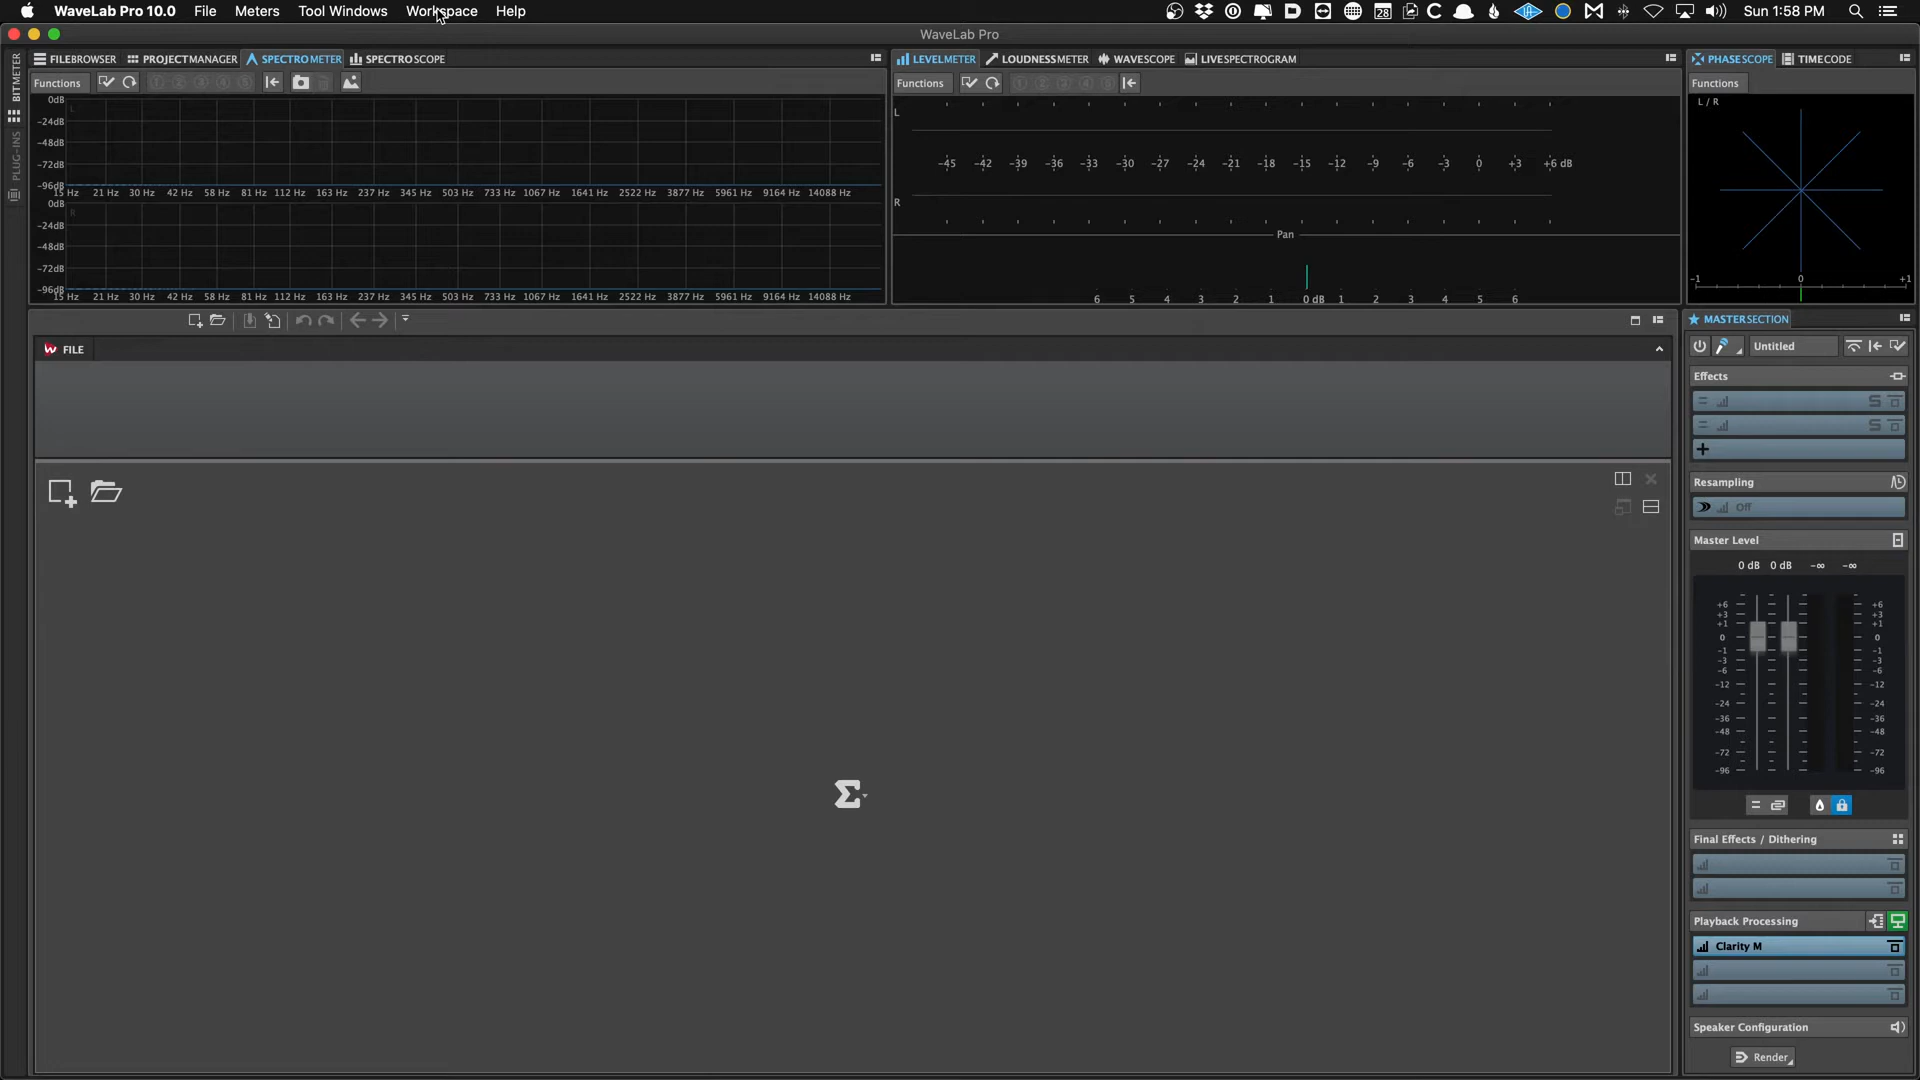 WaveLab Pro 10.0 File Meters Tool Windows Workspace Help 28 Sun 1:58 PM
WaveLab Pro
BITMETER
PLUG-INS
FILEBROWSER PROJECTMANAGER SPECTROMETER SPECTROSCOPE
Functions
0dB
L
-24dB
-48dB
-72dB
-96dB
15 Hz 21 Hz 30 Hz 42 Hz 58 Hz 81 Hz 112 Hz 163 Hz 237 Hz 345 Hz 503 Hz 733 Hz 1067 Hz 1641 Hz 2522 Hz 3877 Hz 5961 Hz 9164 Hz 14088 Hz
0dB
R
-24dB
-48dB
-72dB
-96dB
15 Hz 21 Hz 30 Hz 42 Hz 58 Hz 81 Hz 112 Hz 163 Hz 237 Hz 345 Hz 503 Hz 733 Hz 1067 Hz 1641 Hz 2522 Hz 3877 Hz 5961 Hz 9164 Hz 14088 Hz
LEVELMETER LOUDNESSMETER WAVESCOPE LIVESPECTROGRAM
Functions
L
-45 -42 -39 -36 -33 -30 -27 -24 -21 -18 -15 -12 -9 -6 -3 0 +3 +6 dB
R
Pan
6 5 4 3 2 1 0 dB 1 2 3 4 5 6
PHASESCOPE TIMECODE
Functions
L / R
-1 0 +1
FILE
MASTERSECTION
Untitled
Effects
S
S
Resampling
Off
Master Level
0 dB 0 dB -∞ -∞
+6 +6
+3 +3
+1 +1
0 0
-1 -1
-3 -3
-6 -6
-12 -12
-24 -24
-36 -36
-48 -48
-72 -72
-96 -96
Final Effects / Dithering
Playback Processing
Clarity M
Speaker Configuration
Render